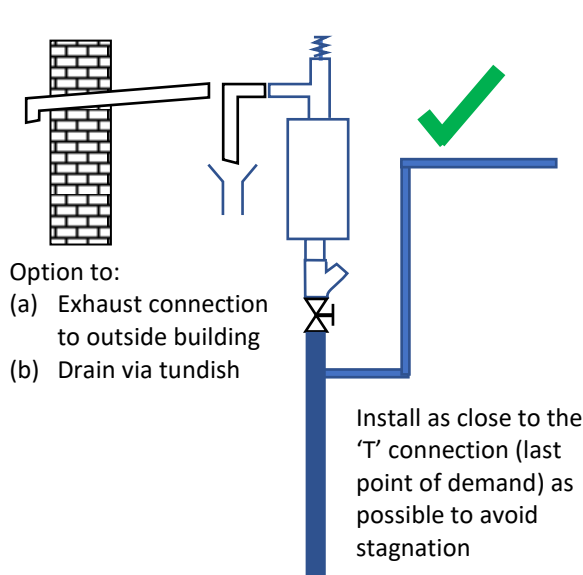 Option to:
(a) Exhaust connection
to outside building
(b) Drain via tundish
Install as close to the
‘T’ connection (last
point of demand) as
possible to avoid
stagnation